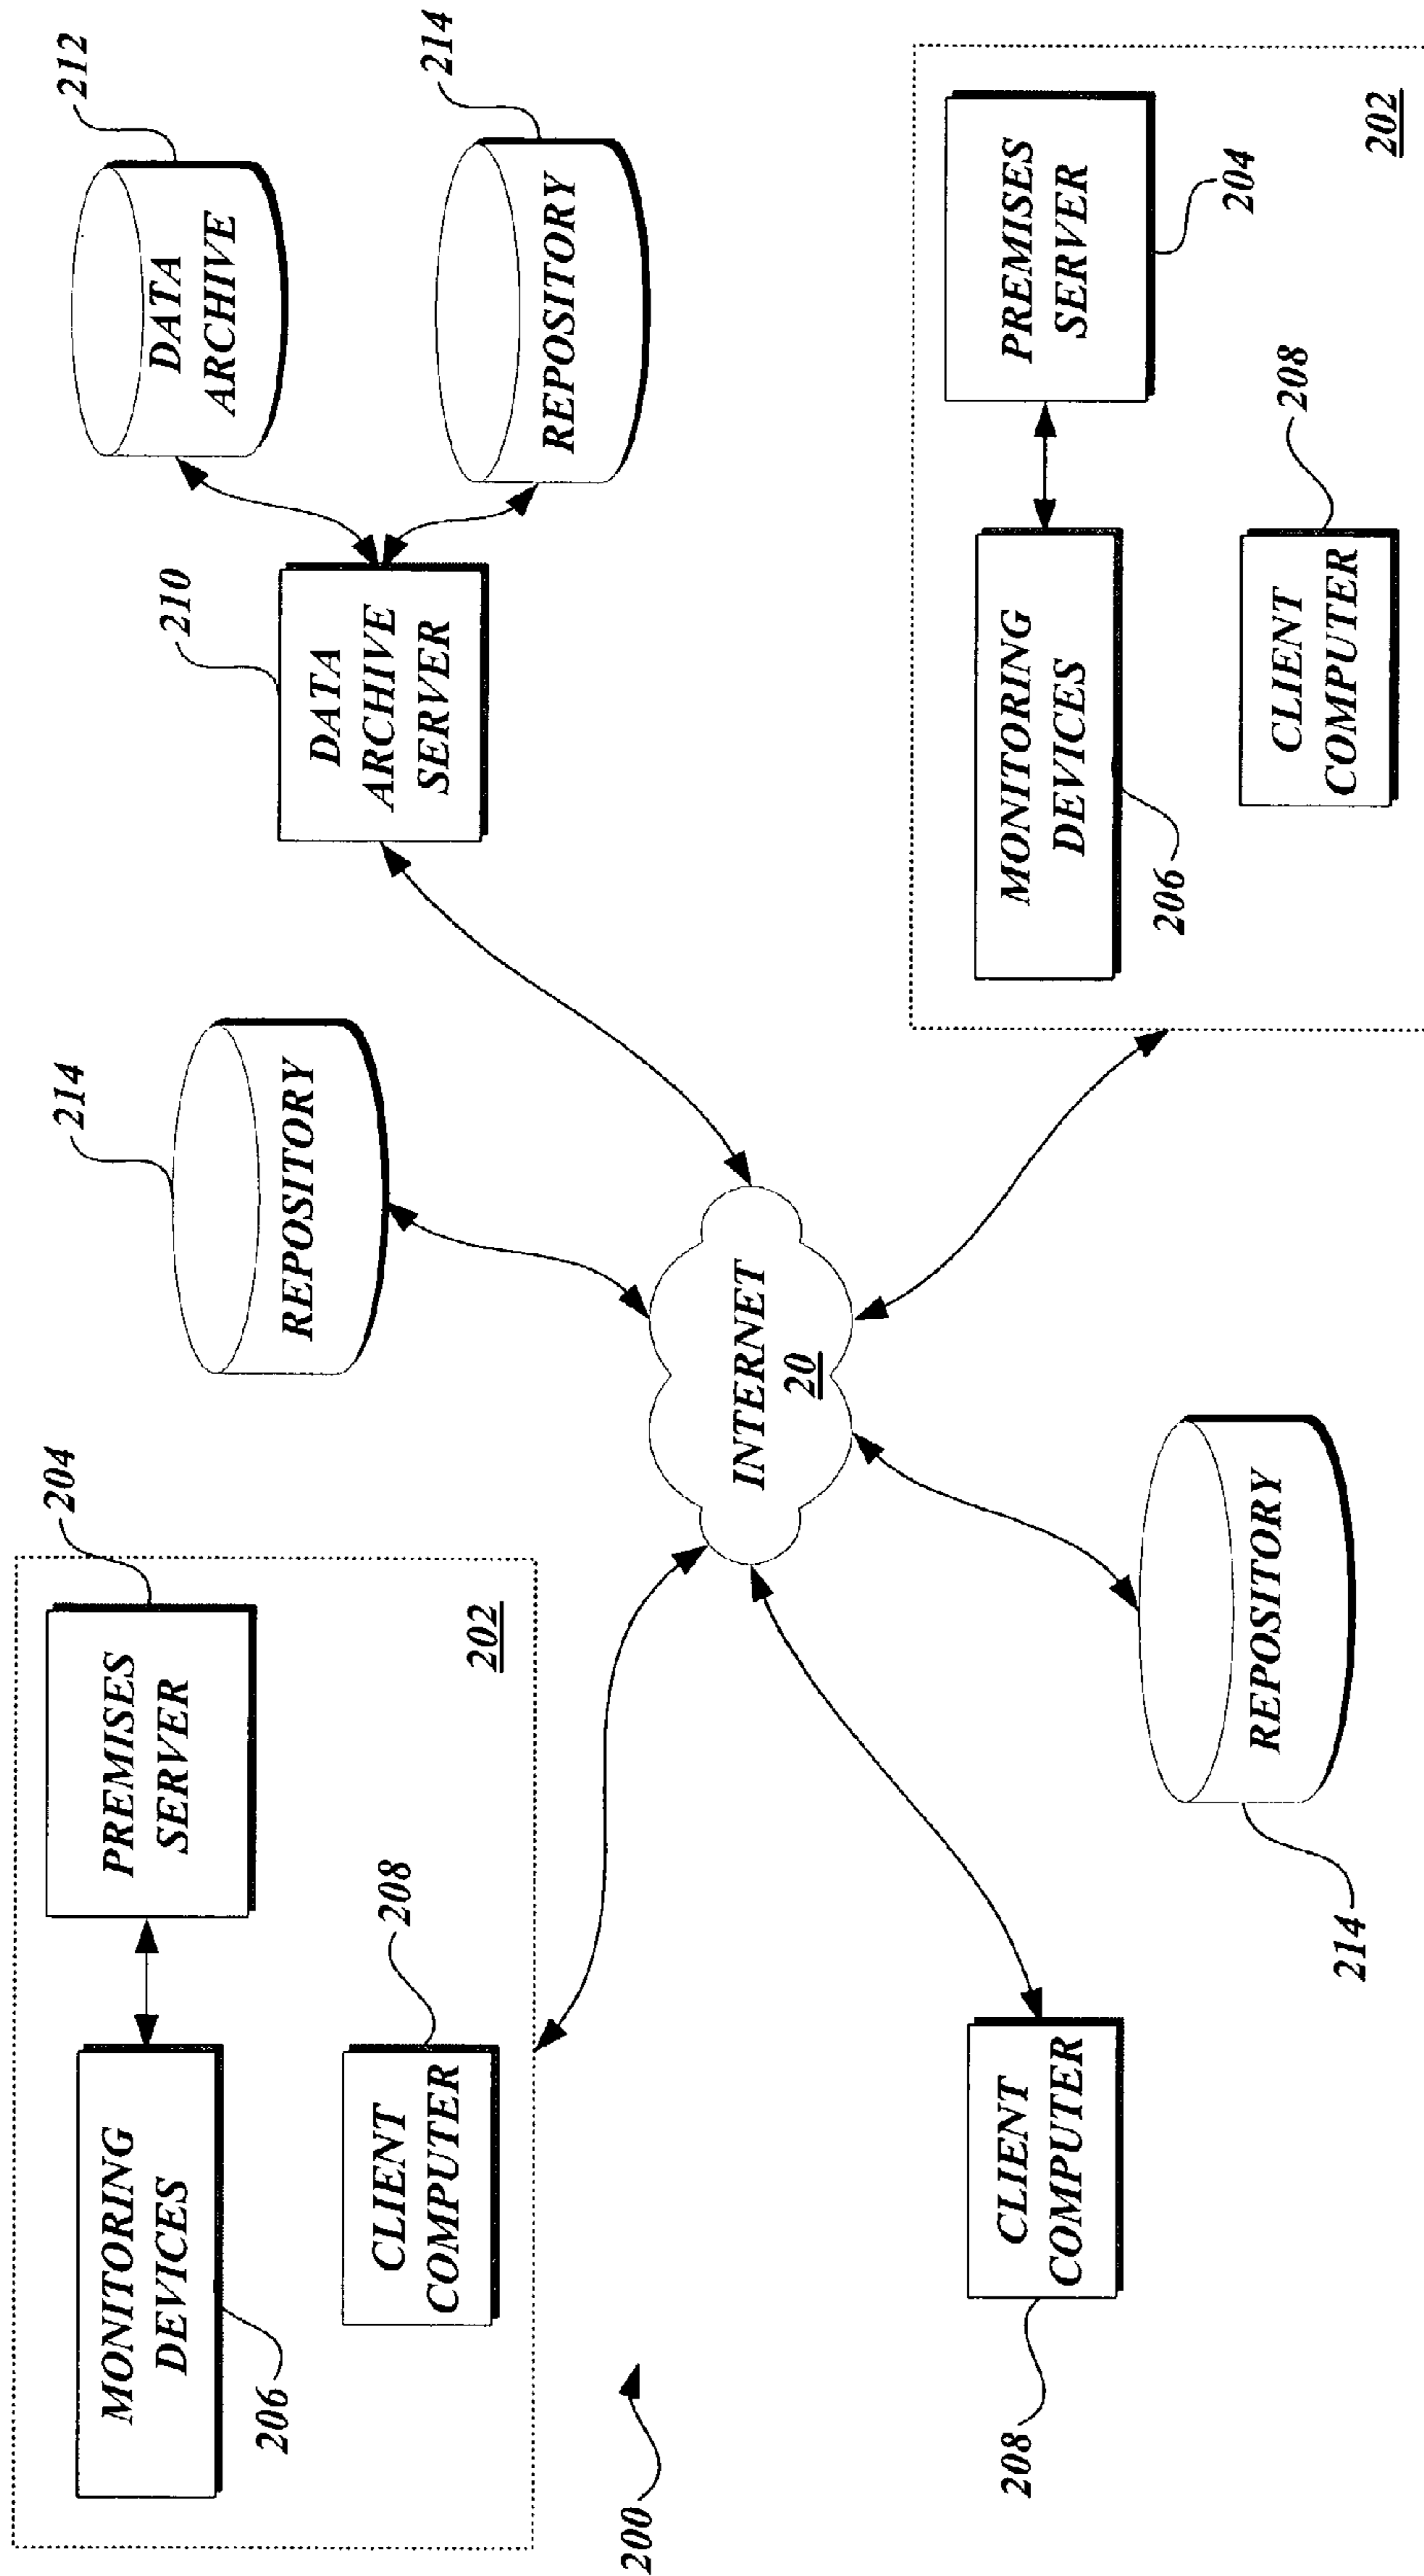 204
PREMISES
SERVER
MONITORING
DEVICES
206
CLIENT
COMPUTER
208
202
214
REPOSITORY
212
DATA
ARCHIVE
214
REPOSITORY
210
DATA
ARCHIVE
SERVER
INTERNET
20
200
CLIENT
COMPUTER
208
REPOSITORY
214
PREMISES
SERVER
204
MONITORING
DEVICES
206
CLIENT
COMPUTER
208
202